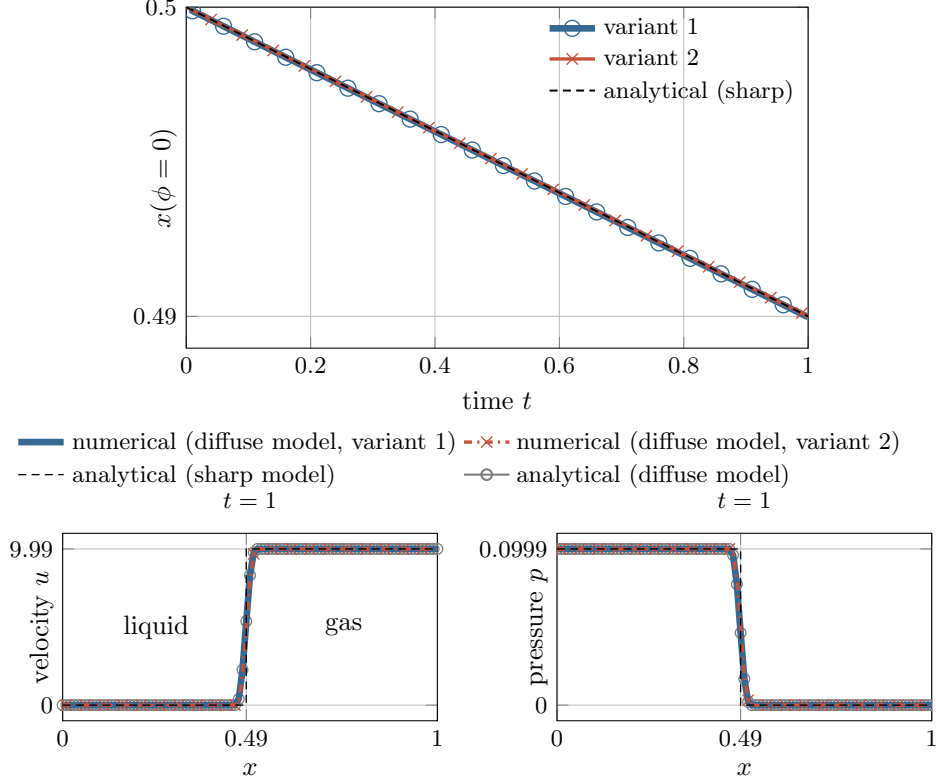 0.5
variant 1
variant 2
analytical (sharp)
x(ϕ = 0)
0.49
0 0.2 0.4 0.6 0.8 1
time t
numerical (diffuse model, variant 1) numerical (diffuse model, variant 2)
analytical (sharp model) analytical (diffuse model)
t = 1 t = 1
9.99 0.0999
velocity u pressure p
liquid gas
0 0
0 0.49 1 0 0.49 1
x x